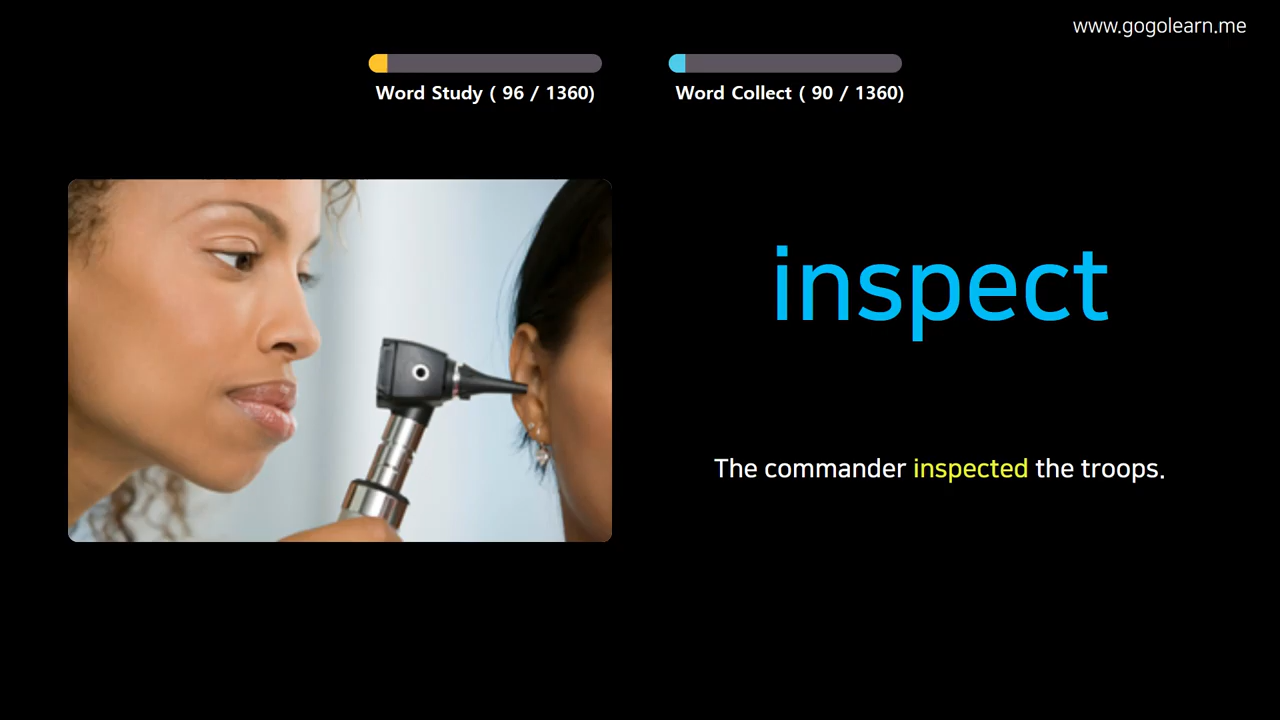 www.gogolearn.me
Word Study ( 96 / 1360)
Word Collect ( 90 / 1360)
inspect
The commander inspected the troops.